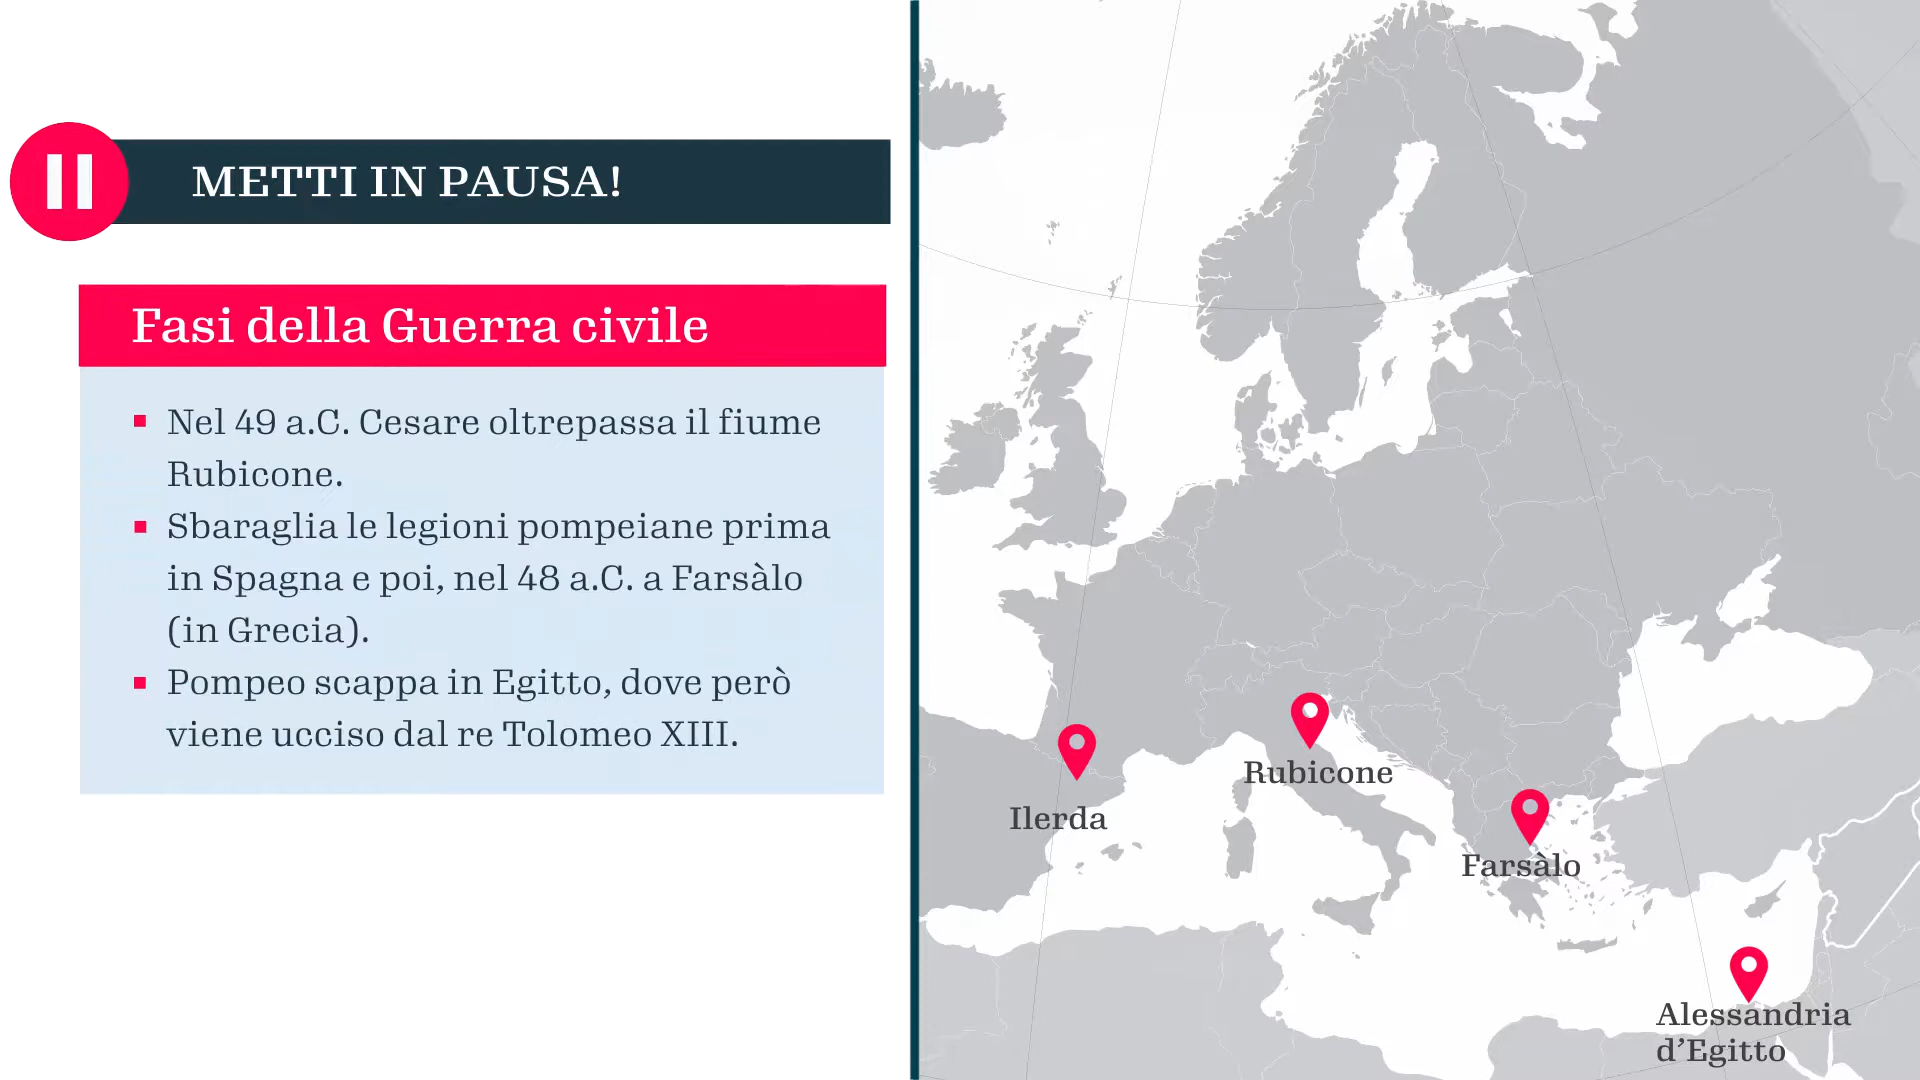 METTI IN PAUSA!
Fasi della Guerra civile
Nel 49 a.C. Cesare oltrepassa il fiume
Rubicone.
Sbaraglia le legioni pompeiane prima
in Spagna e poi, nel 48 a.C. a Farsàlo
(in Grecia).
Pompeo scappa in Egitto, dove però
viene ucciso dal re Tolomeo XIII.
Rubicone
Ilerda
Farsàlo
Alessandria
d’Egitto